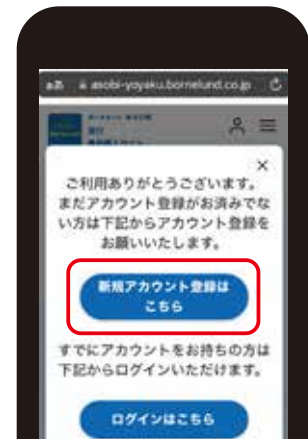 ぁあ asobi-yoyaku.bornelund.co.jp
×
ご利用ありがとうございます。
まだアカウント登録がお済みでな
い方は下記からアカウント登録を
お願いいたします。
新規アカウント登録は
こちら
すでにアカウントをお持ちの方は
下記からログインいただけます。
ログインはこちら